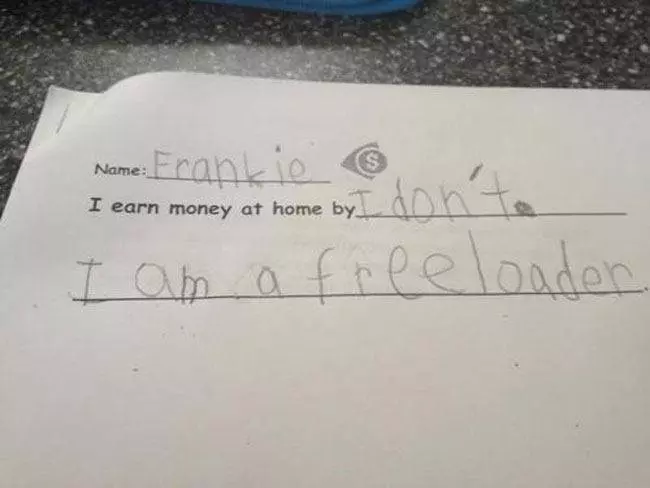 Name: Frankie $
I earn money at home by I don't.
I am a freeloader.